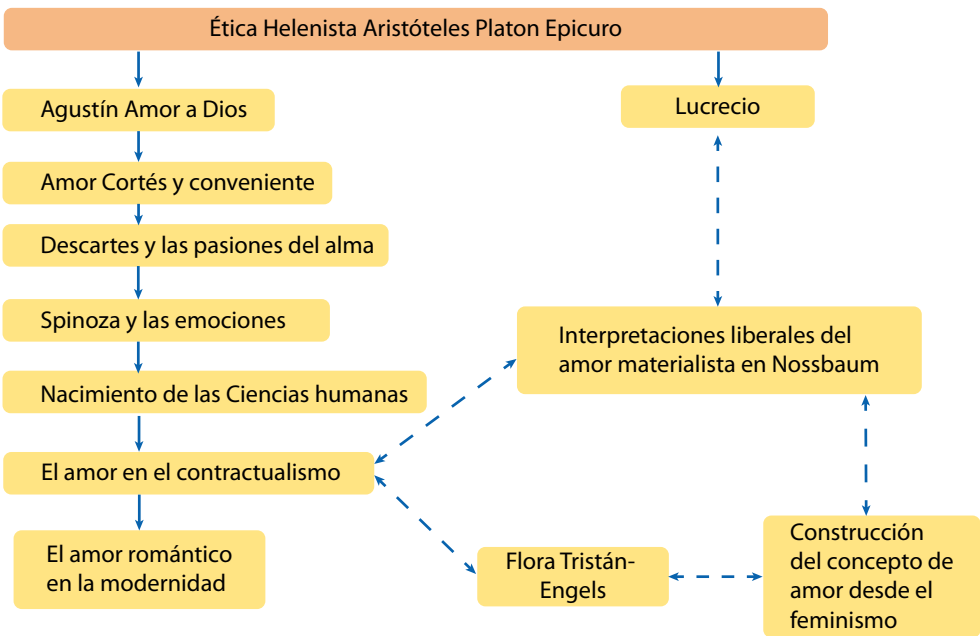 Ética Helenista Aristóteles Platon Epicuro
Agustín Amor a Dios
Lucrecio
Amor Cortés y conveniente
Descartes y las pasiones del alma
Spinoza y las emociones
Interpretaciones liberales del
amor materialista en Nossbaum
Nacimiento de las Ciencias humanas
El amor en el contractualismo
El amor romántico
en la modernidad
Flora Tristán-
Engels
Construcción
del concepto de
amor desde el
feminismo